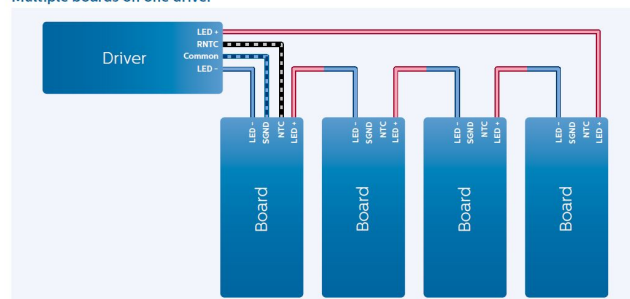 Multiple boards on one driver
Driver
LED +
RNTC
Common
LED -
LED -
SGND
NTC
LED +
Board
LED -
SGND
NTC
LED +
Board
LED -
SGND
NTC
LED +
Board
LED -
SGND
NTC
LED +
Board